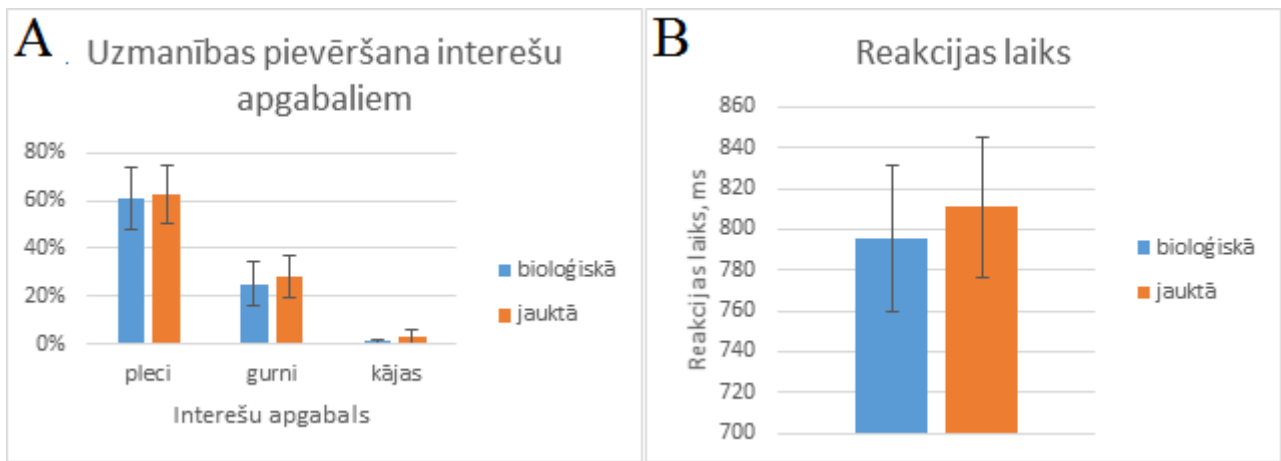 A
Uzmanības pievēršana interešu
apgabaliem
80%
60%
40%
20%
0%
pleci gurni kājas
Interešu apgabals
bioloģiskā
jauktā
B
Reakcijas laiks
Reakcijas laiks, ms
860
840
820
800
780
760
740
720
700
bioloģiskā
jauktā